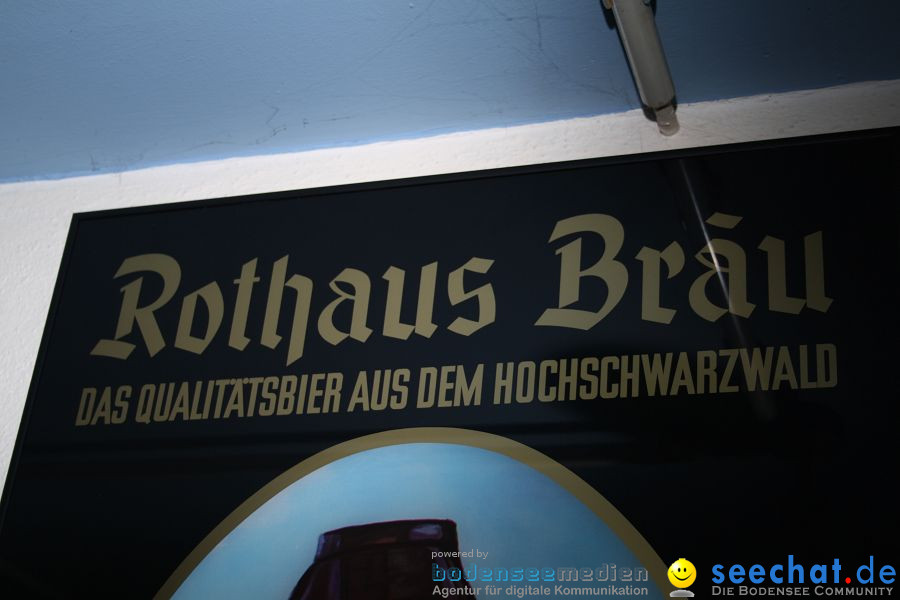 Rothaus Bräu
DAS QUALITÄTSBIER AUS DEM HOCHSCHWARZWALD
powered by
bodenseemedien
Agentur für digitale Kommunikation
seechat.de
Die Bodensee Community